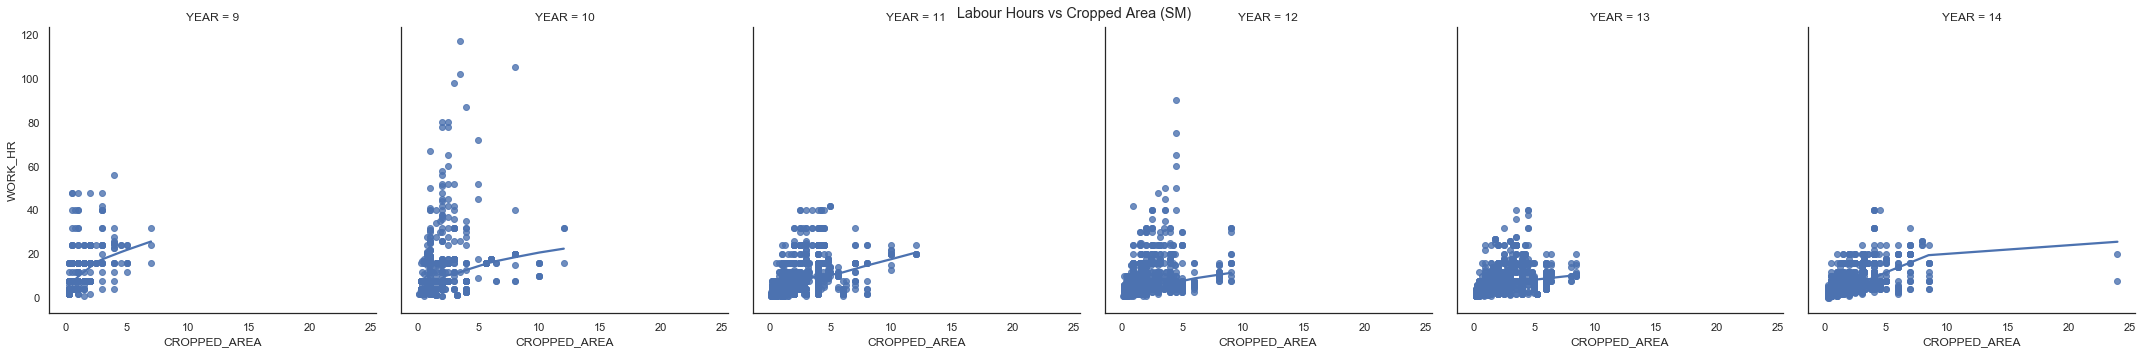 Labour Hours vs Cropped Area (SM)
YEAR = 9
YEAR = 10
YEAR = 11
YEAR = 12
YEAR = 13
YEAR = 14
WORK_HR
120
100
80
60
40
20
0
0 5 10 15 20 25
0 5 10 15 20 25
0 5 10 15 20 25
0 5 10 15 20 25
0 5 10 15 20 25
0 5 10 15 20 25
CROPPED_AREA
CROPPED_AREA
CROPPED_AREA
CROPPED_AREA
CROPPED_AREA
CROPPED_AREA